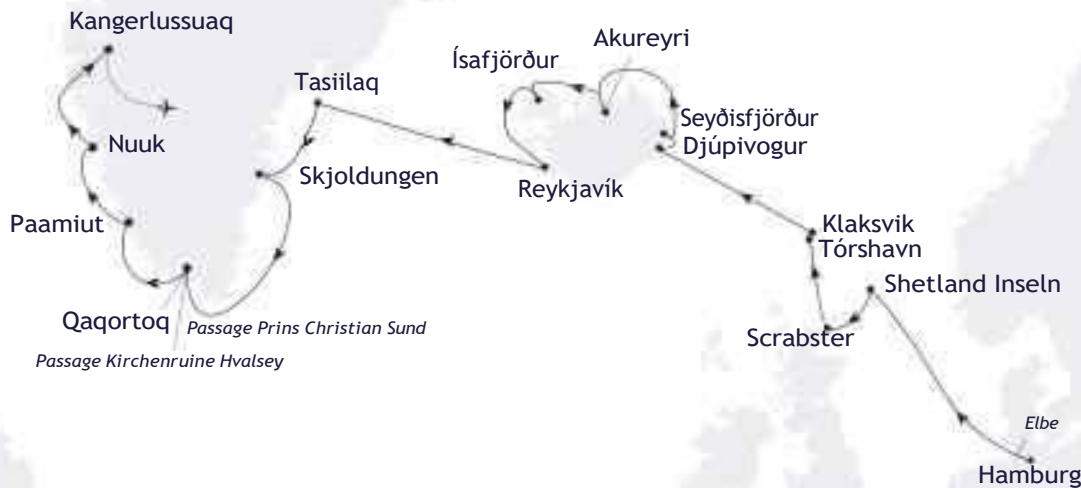 Kangerlussuaq
Akureyri
Ísafjörður
Tasiilaq
Seyðisfjörður
Djúpivogur
Nuuk
Skjoldungen
Reykjavík
Paamiut
Klaksvik
Tórshavn
Shetland Inseln
Qaqortoq
Passage Prins Christian Sund
Scrabster
Passage Kirchenruine Hvalsey
Elbe
Hamburg